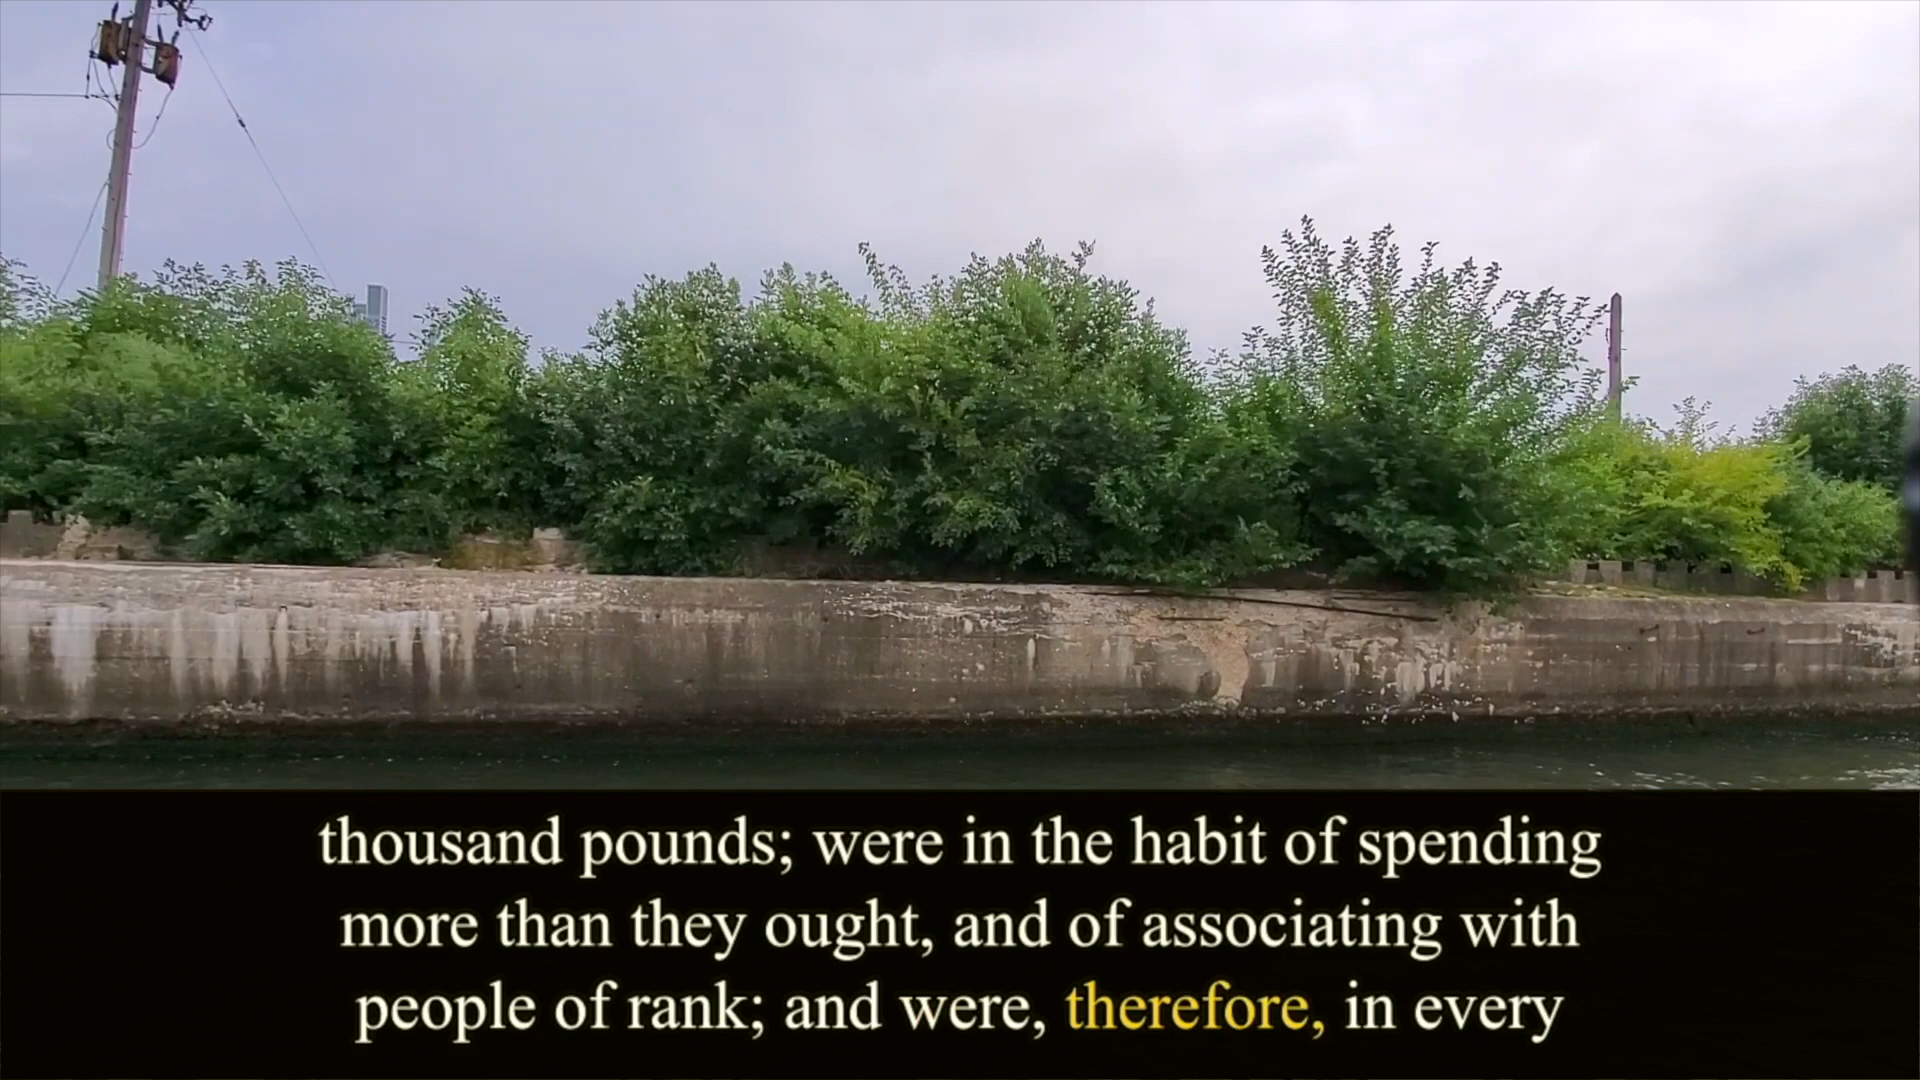 thousand pounds; were in the habit of spending
more than they ought, and of associating with
people of rank; and were, therefore, in every